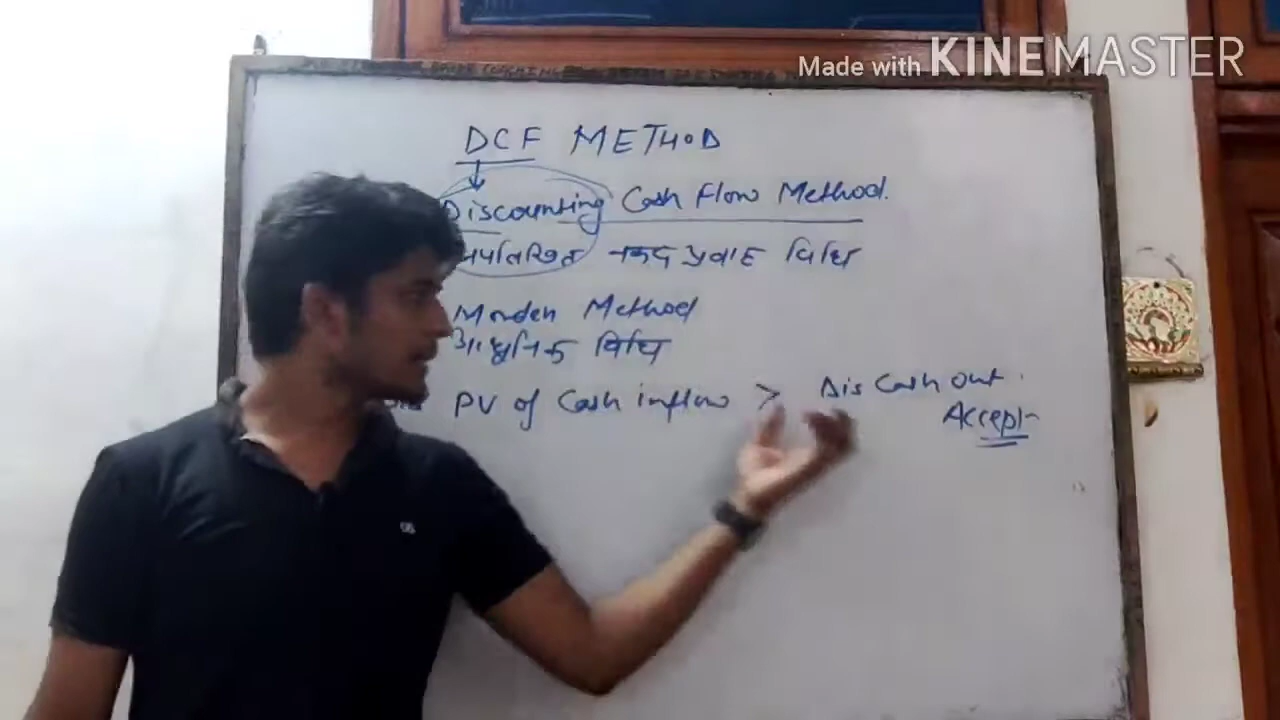 Made with KINEMASTER
DCF METHOD
Discounting Cash Flow Method.
नकद प्रवाह विधि
Morden Method
आधुनिक विधि
PV of Cash inflow > Dis Cash out.
Accept